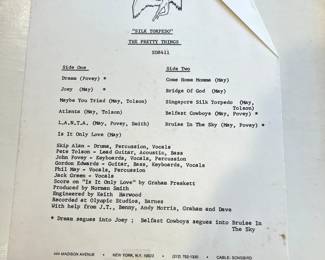 "SILK TORPEDO"
THE PRETTY THINGS
SS8411
Side One
Dream (Povey) *
Joey (May) *
Maybe You Tried (May, Tolson)
Atlanta (May, Tolson)
L.A.N.T.A. (May, Povey, Smith)
Is It Only Love (May)
Side Two
Come Home Momma (May)
Bridge Of God (May)
Singapore Silk Torpedo (May,
Tolson)
Belfast Cowboys (May, Povey) *
Bruise In The Sky (May, Povey) *
Skip Alan - Drums, Percussion, Vocals
Pete Tolson - Lead Guitar, Acoustic, Bass
John Povey - Keyboards, Percussion, Vocals
Gordon Edwards - Guitar, Bass, Keyboards, Vocals
Phil May - Vocals, Percussion
Jack Green - Vocals
Score on "Is It Only Love" by Graham Preskett
Produced by Norman Smith
Engineered by Keith Harwood
Recorded at Olympic Studios, Barnes
With help from J.T., Benny, Andy Morris, Graham and Dave
* Dream segues into Joey ; Belfast Cowboys segues into Bruise In
The Sky
444 MADISON AVENUE NEW YORK, N.Y. 10022 CABLE: SONGBIRD